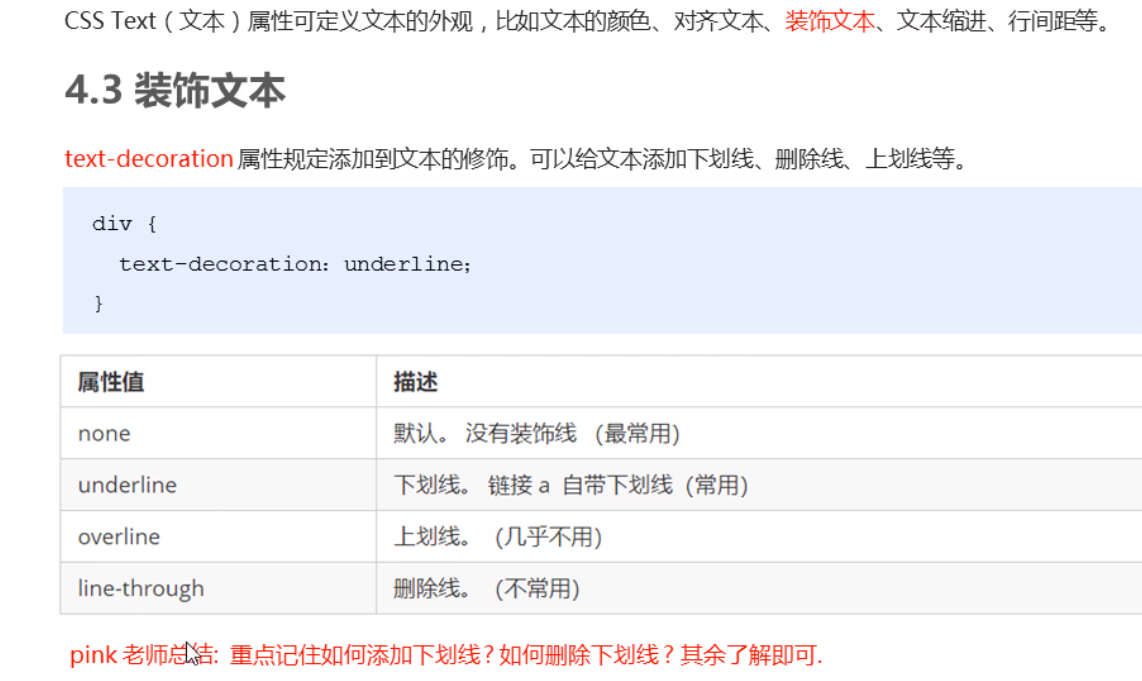 CSS Text（文本）属性可定义文本的外观，比如文本的颜色、对齐文本、装饰文本、文本缩进、行间距等。
4.3 装饰文本
text-decoration 属性规定添加到文本的修饰。可以给文本添加下划线、删除线、上划线等。
div {
text-decoration：underline；
}
属性值 描述
none 默认。 没有装饰线 （最常用）
underline 下划线。 链接 a 自带下划线 （常用）
overline 上划线。 （几乎不用）
line-through 删除线。 （不常用）
pink 老师总结: 重点记住如何添加下划线 ? 如何删除下划线 ? 其余了解即可.